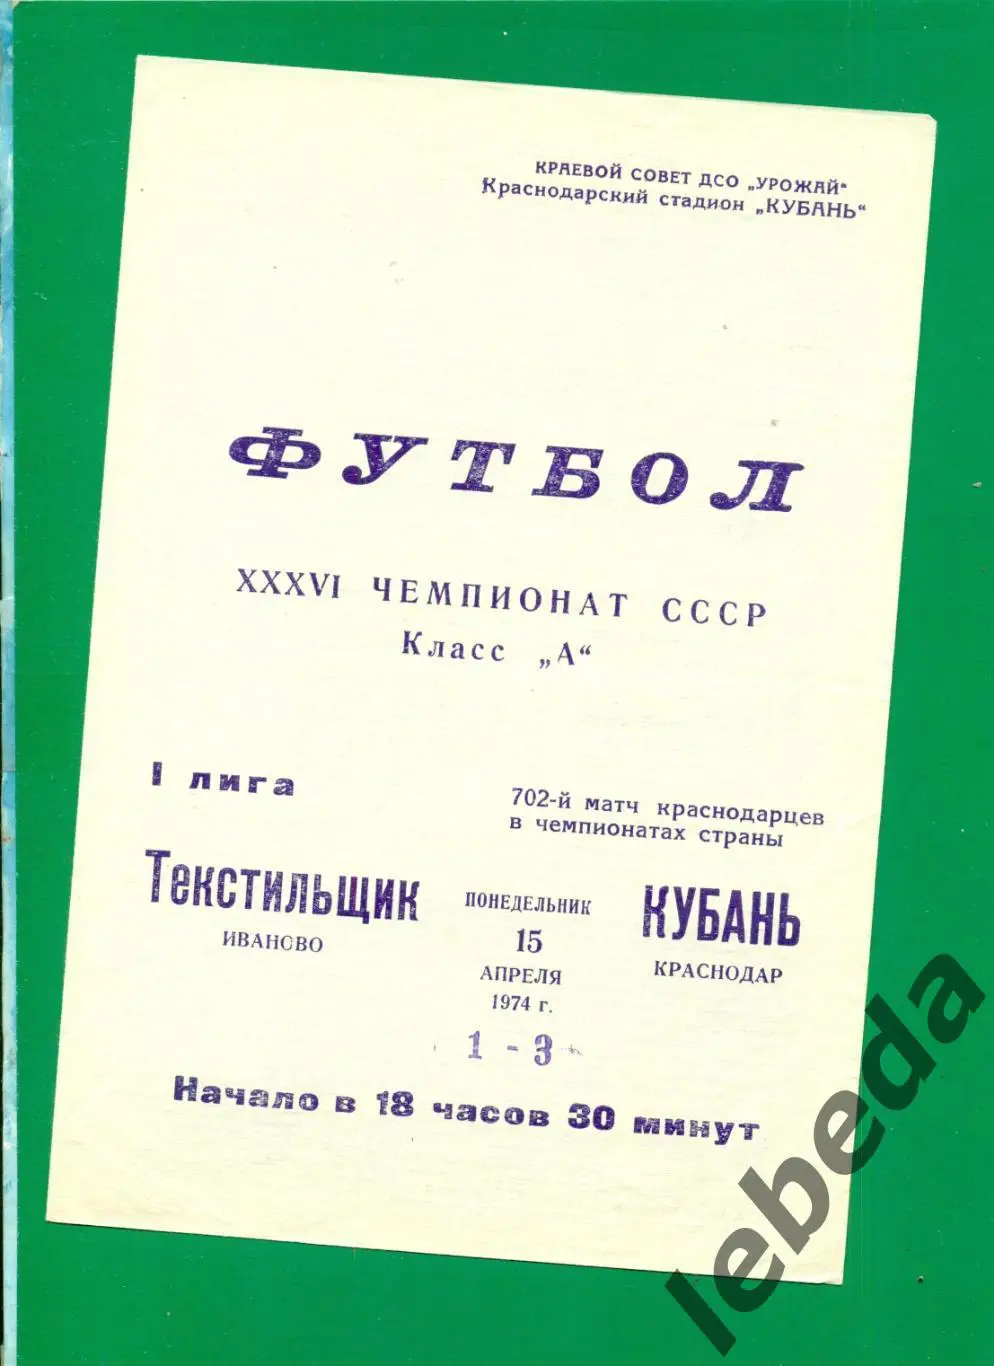 КРАЕВОЙ СОВЕТ ДСО „УРОЖАЙ"
Краснодарский стадион „КУБАНЬ"
ФУТБОЛ
XXXVI ЧЕМПИОНАТ СССР
Класс „А"
I лига
702-й матч краснодарцев
в чемпионатах страны
Текстильщик
ИВАНОВО
ПОНЕДЕЛЬНИК
15
АПРЕЛЯ
1974 г.
КУБАНЬ
КРАСНОДАР
1 - 3
Начало в 18 часов 30 минут
lebeda